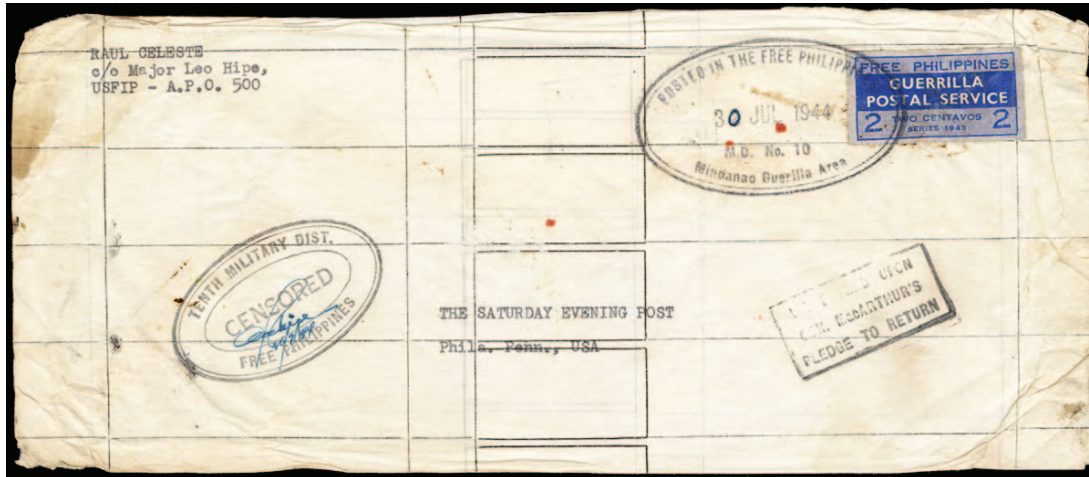 RAUL CELESTE
c/o Major Leo Hipe,
USFIP - A.P.O. 500
POSTED IN THE FREE PHILIPPINES
30 JUL 1944
M.D. No. 10
Mindanao Guerilla Area
FREE PHILIPPINES
GUERRILLA
POSTAL SERVICE
2 TWO CENTAVOS 2
SERIES 1943
TENTH MILITARY DIST.
CENSORED
FREE PHILIPPINES
THE SATURDAY EVENING POST
Phila. Penn., USA
UPON
GEN. MacARTHUR'S
PLEDGE TO RETURN